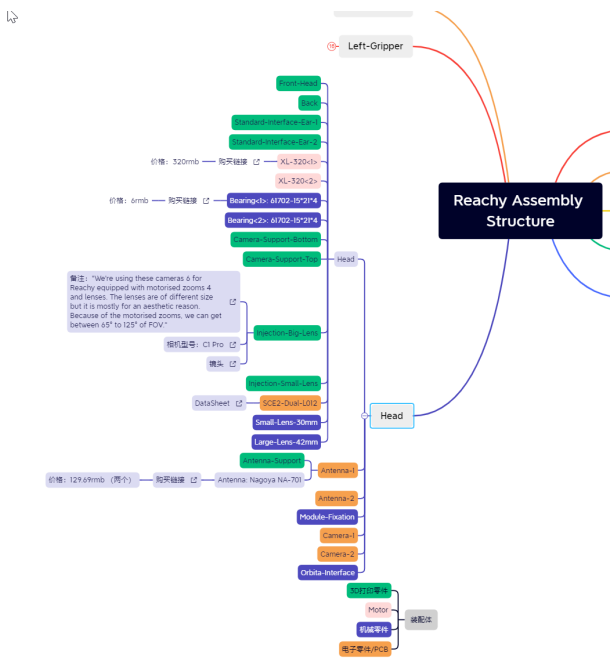 Left-Gripper
Front-Head
Back
Standard-Interface-Ear-1
Standard-Interface-Ear-2
价格：320rmb 购买链接 XL-320<1>
XL-320<2>
价格：6rmb 购买链接 Bearing<1>: 61702-15*21*4
Bearing<2>: 61702-15*21*4
Camera-Support-Bottom
Camera-Support-Top
Head
Reachy Assembly
Structure
备注："We're using these cameras 6 for
Reachy equipped with motorised zooms 4
and lenses. The lenses are of different size
but it is mostly for an aesthetic reason.
Because of the motorised zooms, we can get
between 65° to 125° of FOV."
Injection-Big-Lens
相机型号：C1 Pro
镜头
Injection-Small-Lens
DataSheet SCE2-Dual-L012
Small-Lens-30mm
Large-Lens-42mm
Head
Antenna-Support
Antenna-1
价格：129.69rmb （两个） 购买链接 Antenna: Nagoya NA-701
Antenna-2
Module-Fixation
Camera-1
Camera-2
Orbita-Interface
3D打印零件
Motor
机械零件
电子零件/PCB
装配体
18